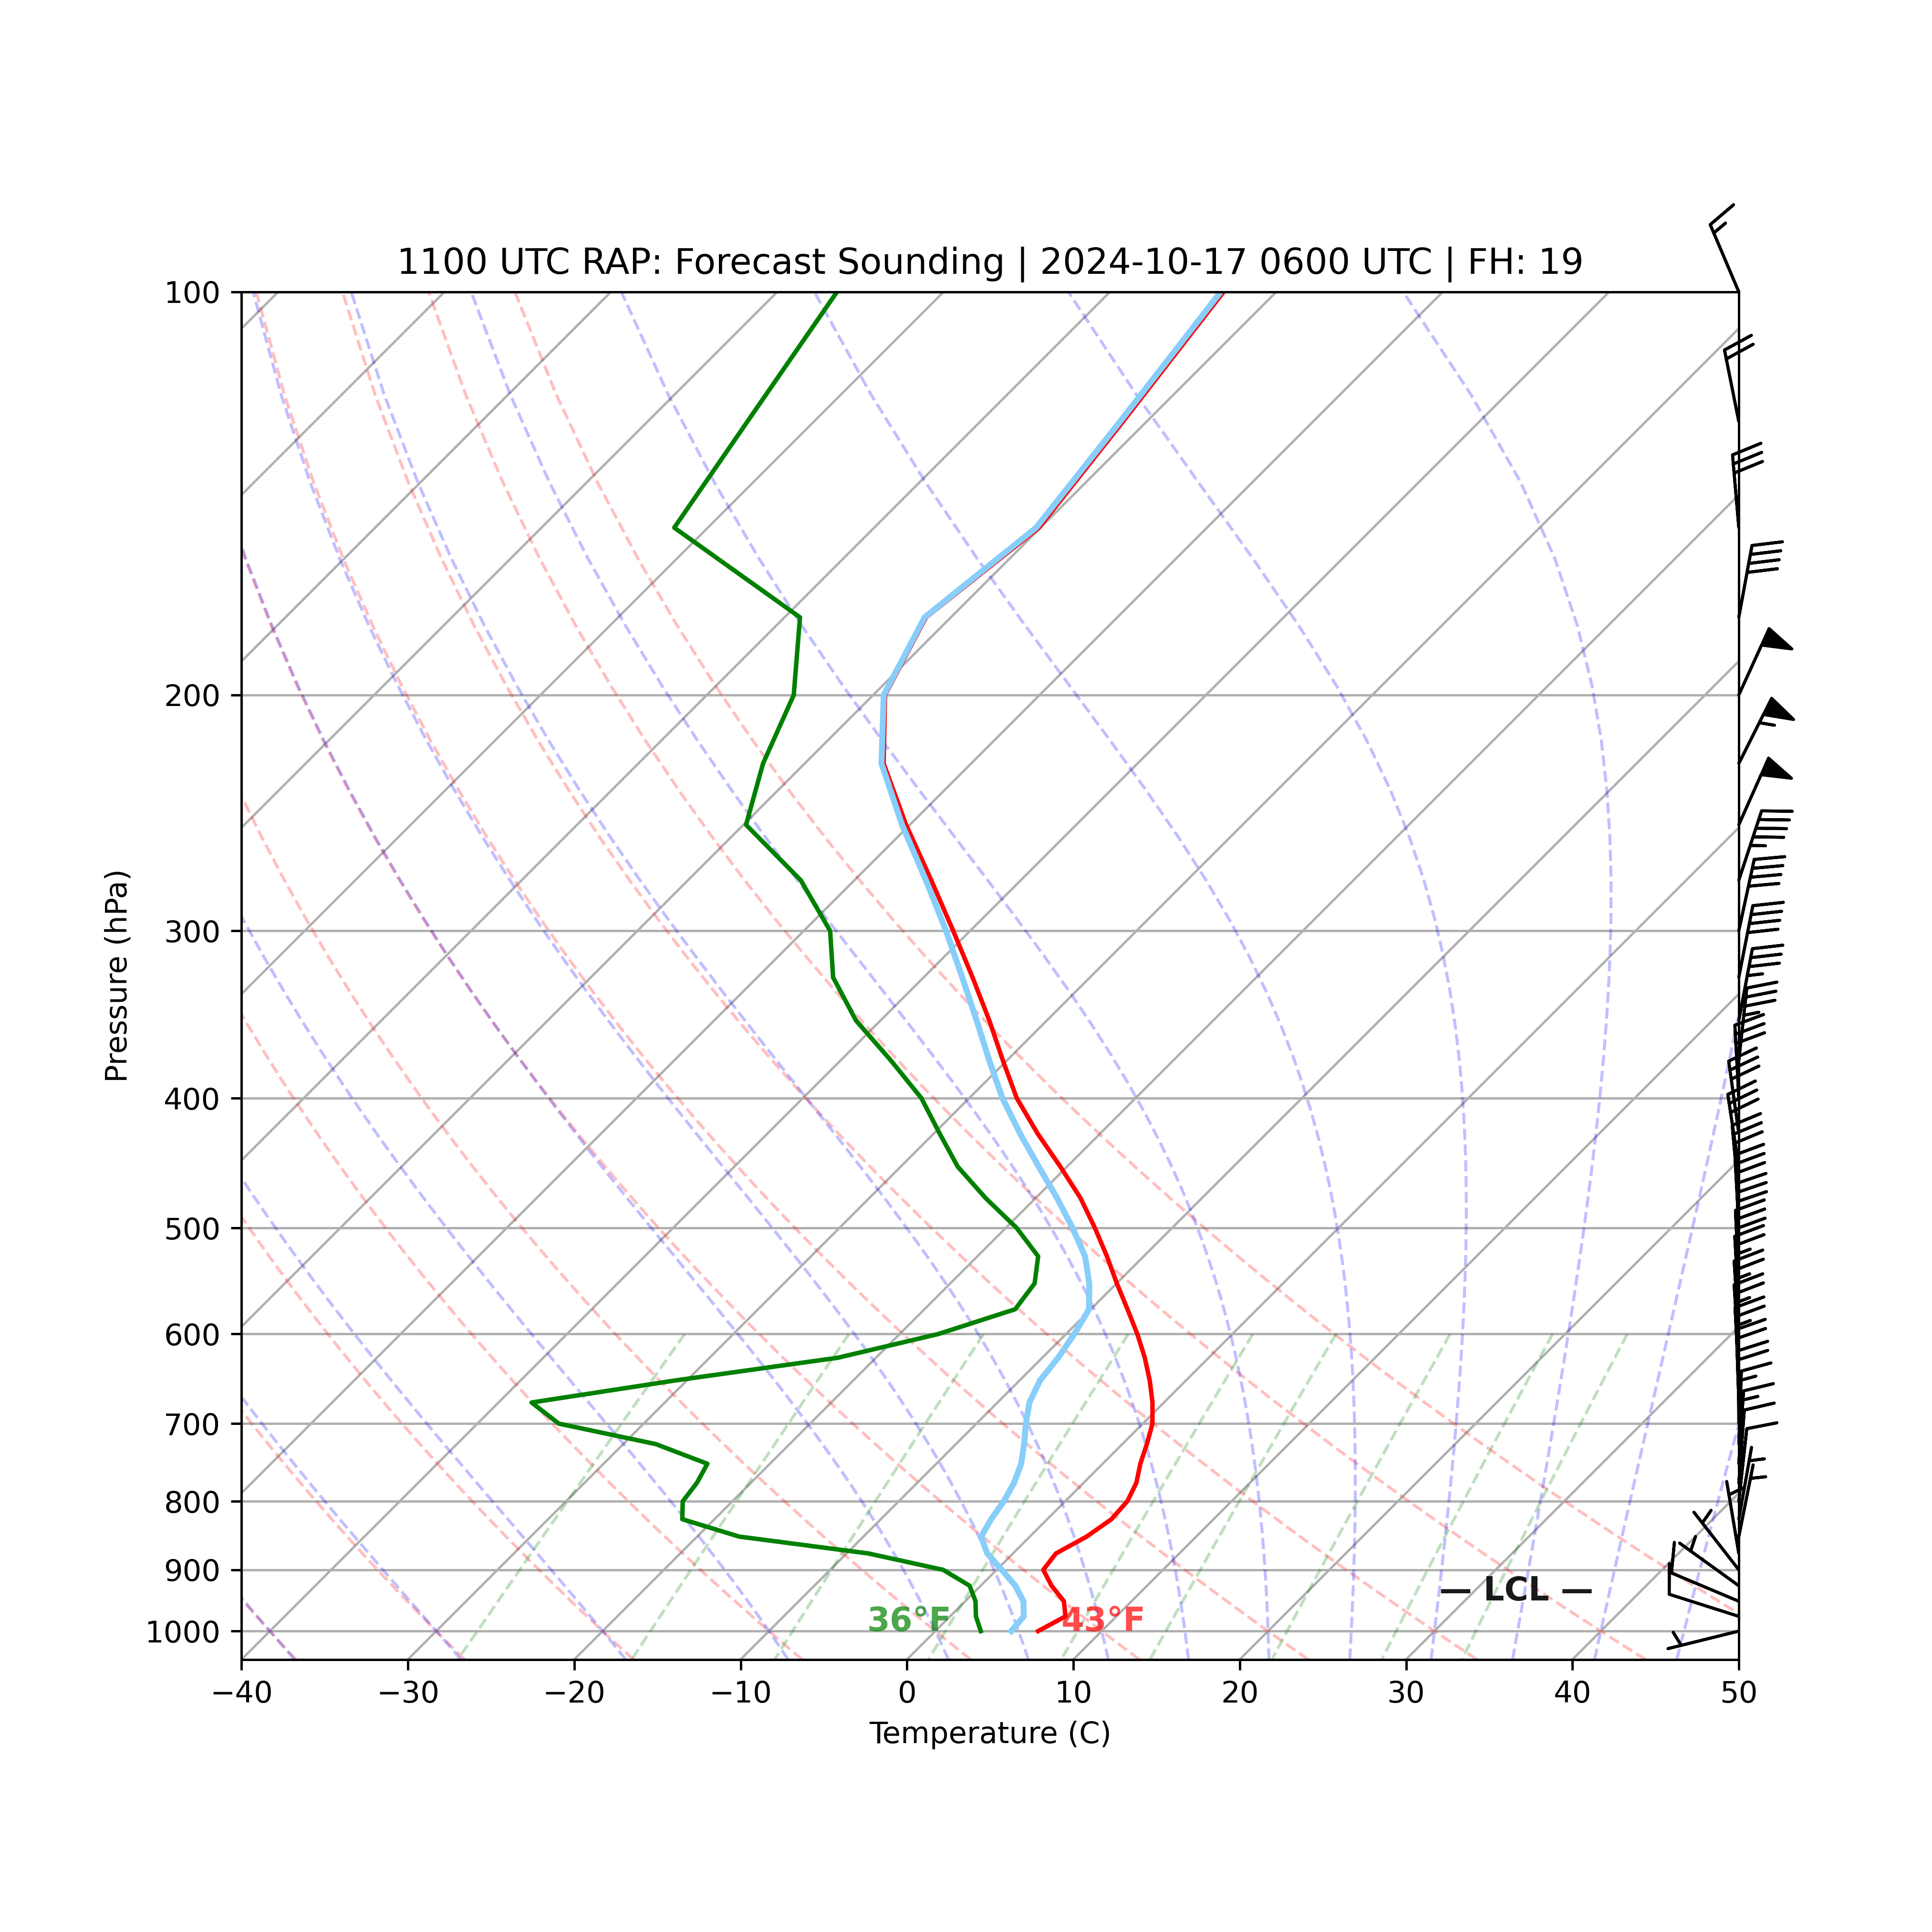 1100 UTC RAP: Forecast Sounding | 2024-10-17 0600 UTC | FH: 19
100
200
300
400
500
600
700
800
900
1000
Pressure (hPa)
— LCL —
36°F 43°F
−40 −30 −20 −10 0 10 20 30 40 50
Temperature (C)